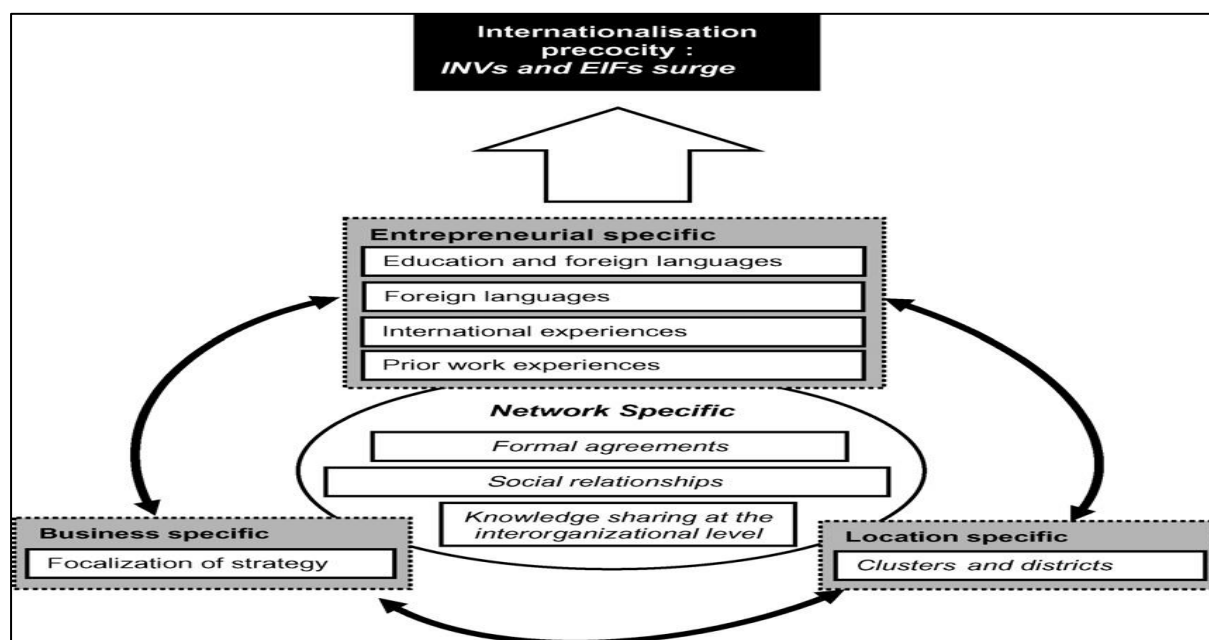 Internationalisation
precocity :
INVs and EIFs surge
Entrepreneurial specific
Education and foreign languages
Foreign languages
International experiences
Prior work experiences
Network Specific
Formal agreements
Social relationships
Knowledge sharing at the
interorganizational level
Business specific
Focalization of strategy
Location specific
Clusters and districts